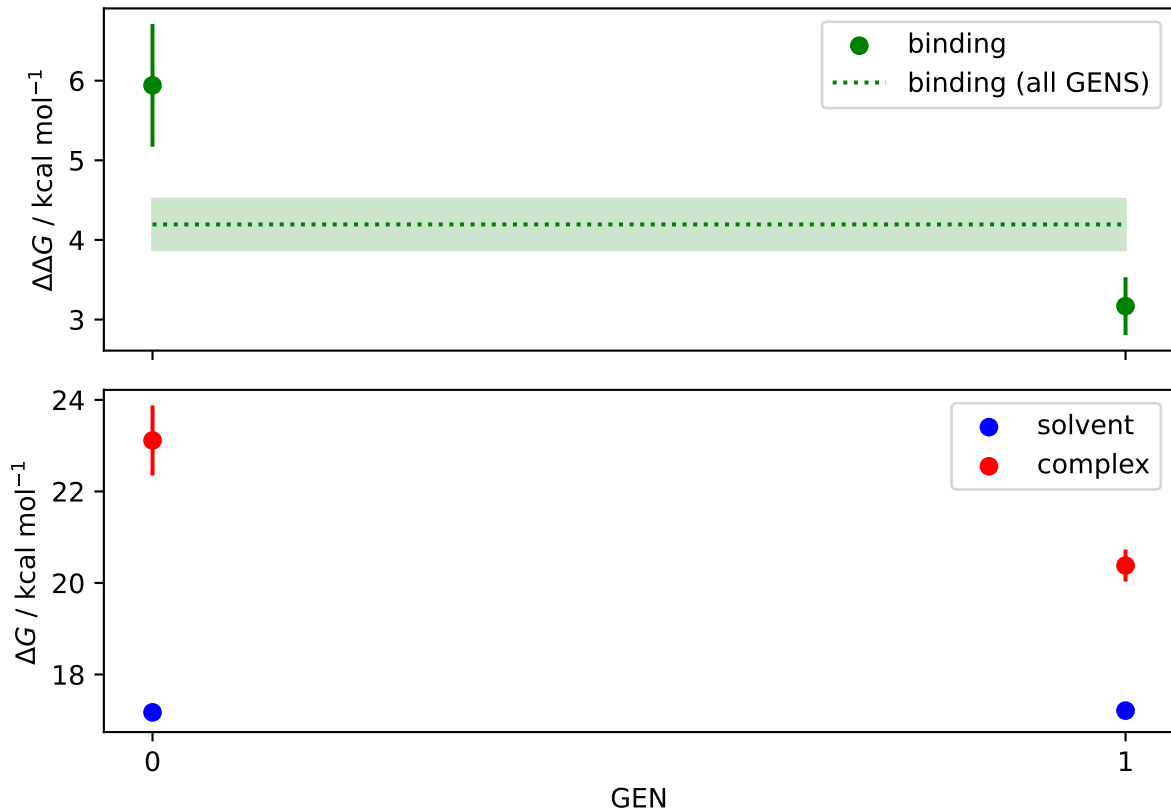 binding
binding (all GENS)
6
5
4
3
ΔΔG / kcal mol⁻¹
solvent
complex
24
22
20
18
ΔG / kcal mol⁻¹
0
1
GEN